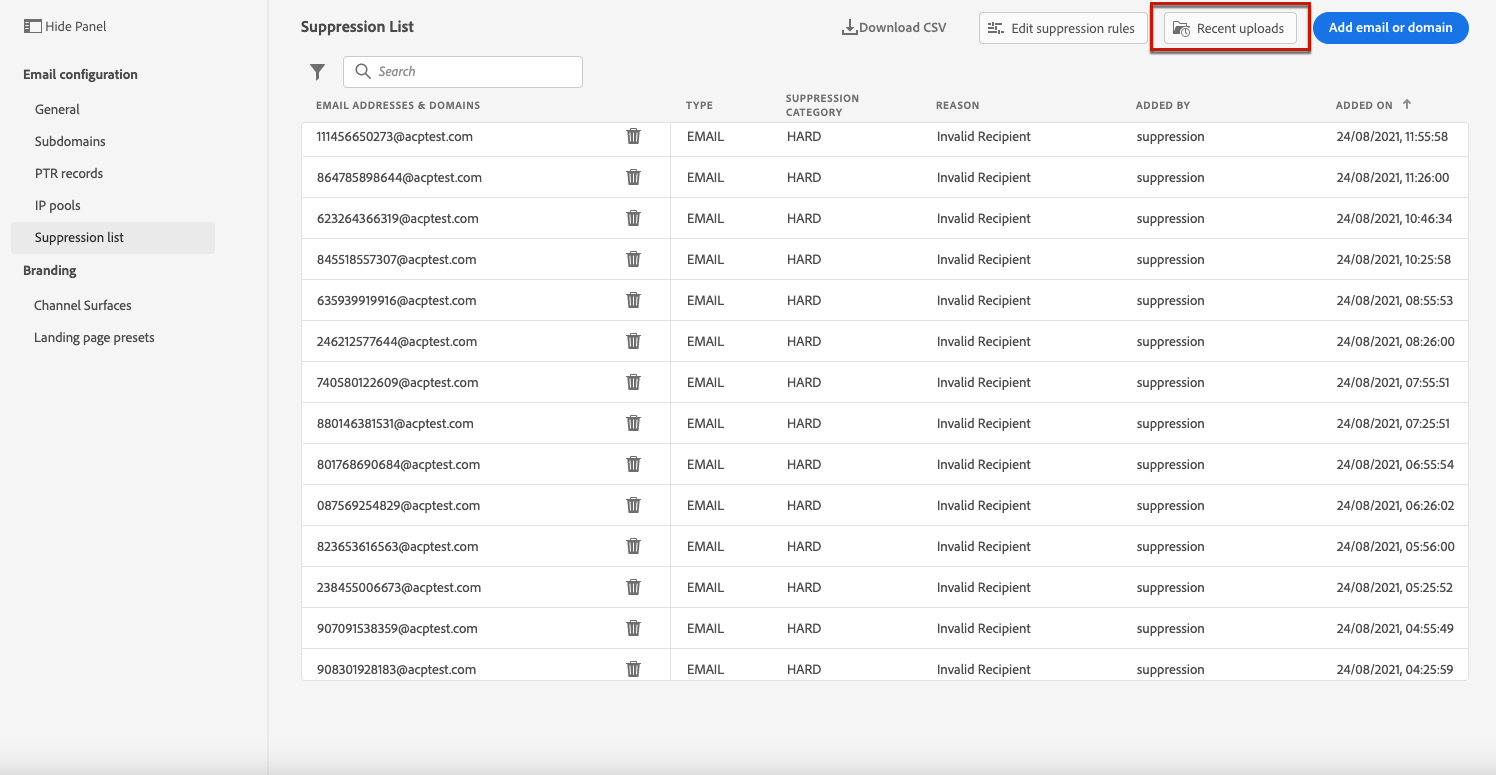 Hide Panel
Email configuration
General
Subdomains
PTR records
IP pools
Suppression list
Branding
Channel Surfaces
Landing page presets
Suppression List
Download CSV
Edit suppression rules
Recent uploads
Add email or domain
Search
EMAIL ADDRESSES & DOMAINS TYPE SUPPRESSION CATEGORY REASON ADDED BY ADDED ON
111456650273@acptest.com EMAIL HARD Invalid Recipient suppression 24/08/2021, 11:55:58
864785898644@acptest.com EMAIL HARD Invalid Recipient suppression 24/08/2021, 11:26:00
623264366319@acptest.com EMAIL HARD Invalid Recipient suppression 24/08/2021, 10:46:34
845518557307@acptest.com EMAIL HARD Invalid Recipient suppression 24/08/2021, 10:25:58
635939919916@acptest.com EMAIL HARD Invalid Recipient suppression 24/08/2021, 08:55:53
246212577644@acptest.com EMAIL HARD Invalid Recipient suppression 24/08/2021, 08:26:00
740580122609@acptest.com EMAIL HARD Invalid Recipient suppression 24/08/2021, 07:55:51
880146381531@acptest.com EMAIL HARD Invalid Recipient suppression 24/08/2021, 07:25:51
801768690684@acptest.com EMAIL HARD Invalid Recipient suppression 24/08/2021, 06:55:54
087569254829@acptest.com EMAIL HARD Invalid Recipient suppression 24/08/2021, 06:26:02
823653616563@acptest.com EMAIL HARD Invalid Recipient suppression 24/08/2021, 05:56:00
238455006673@acptest.com EMAIL HARD Invalid Recipient suppression 24/08/2021, 05:25:52
907091538359@acptest.com EMAIL HARD Invalid Recipient suppression 24/08/2021, 04:55:49
908301928183@acptest.com EMAIL HARD Invalid Recipient suppression 24/08/2021, 04:25:59